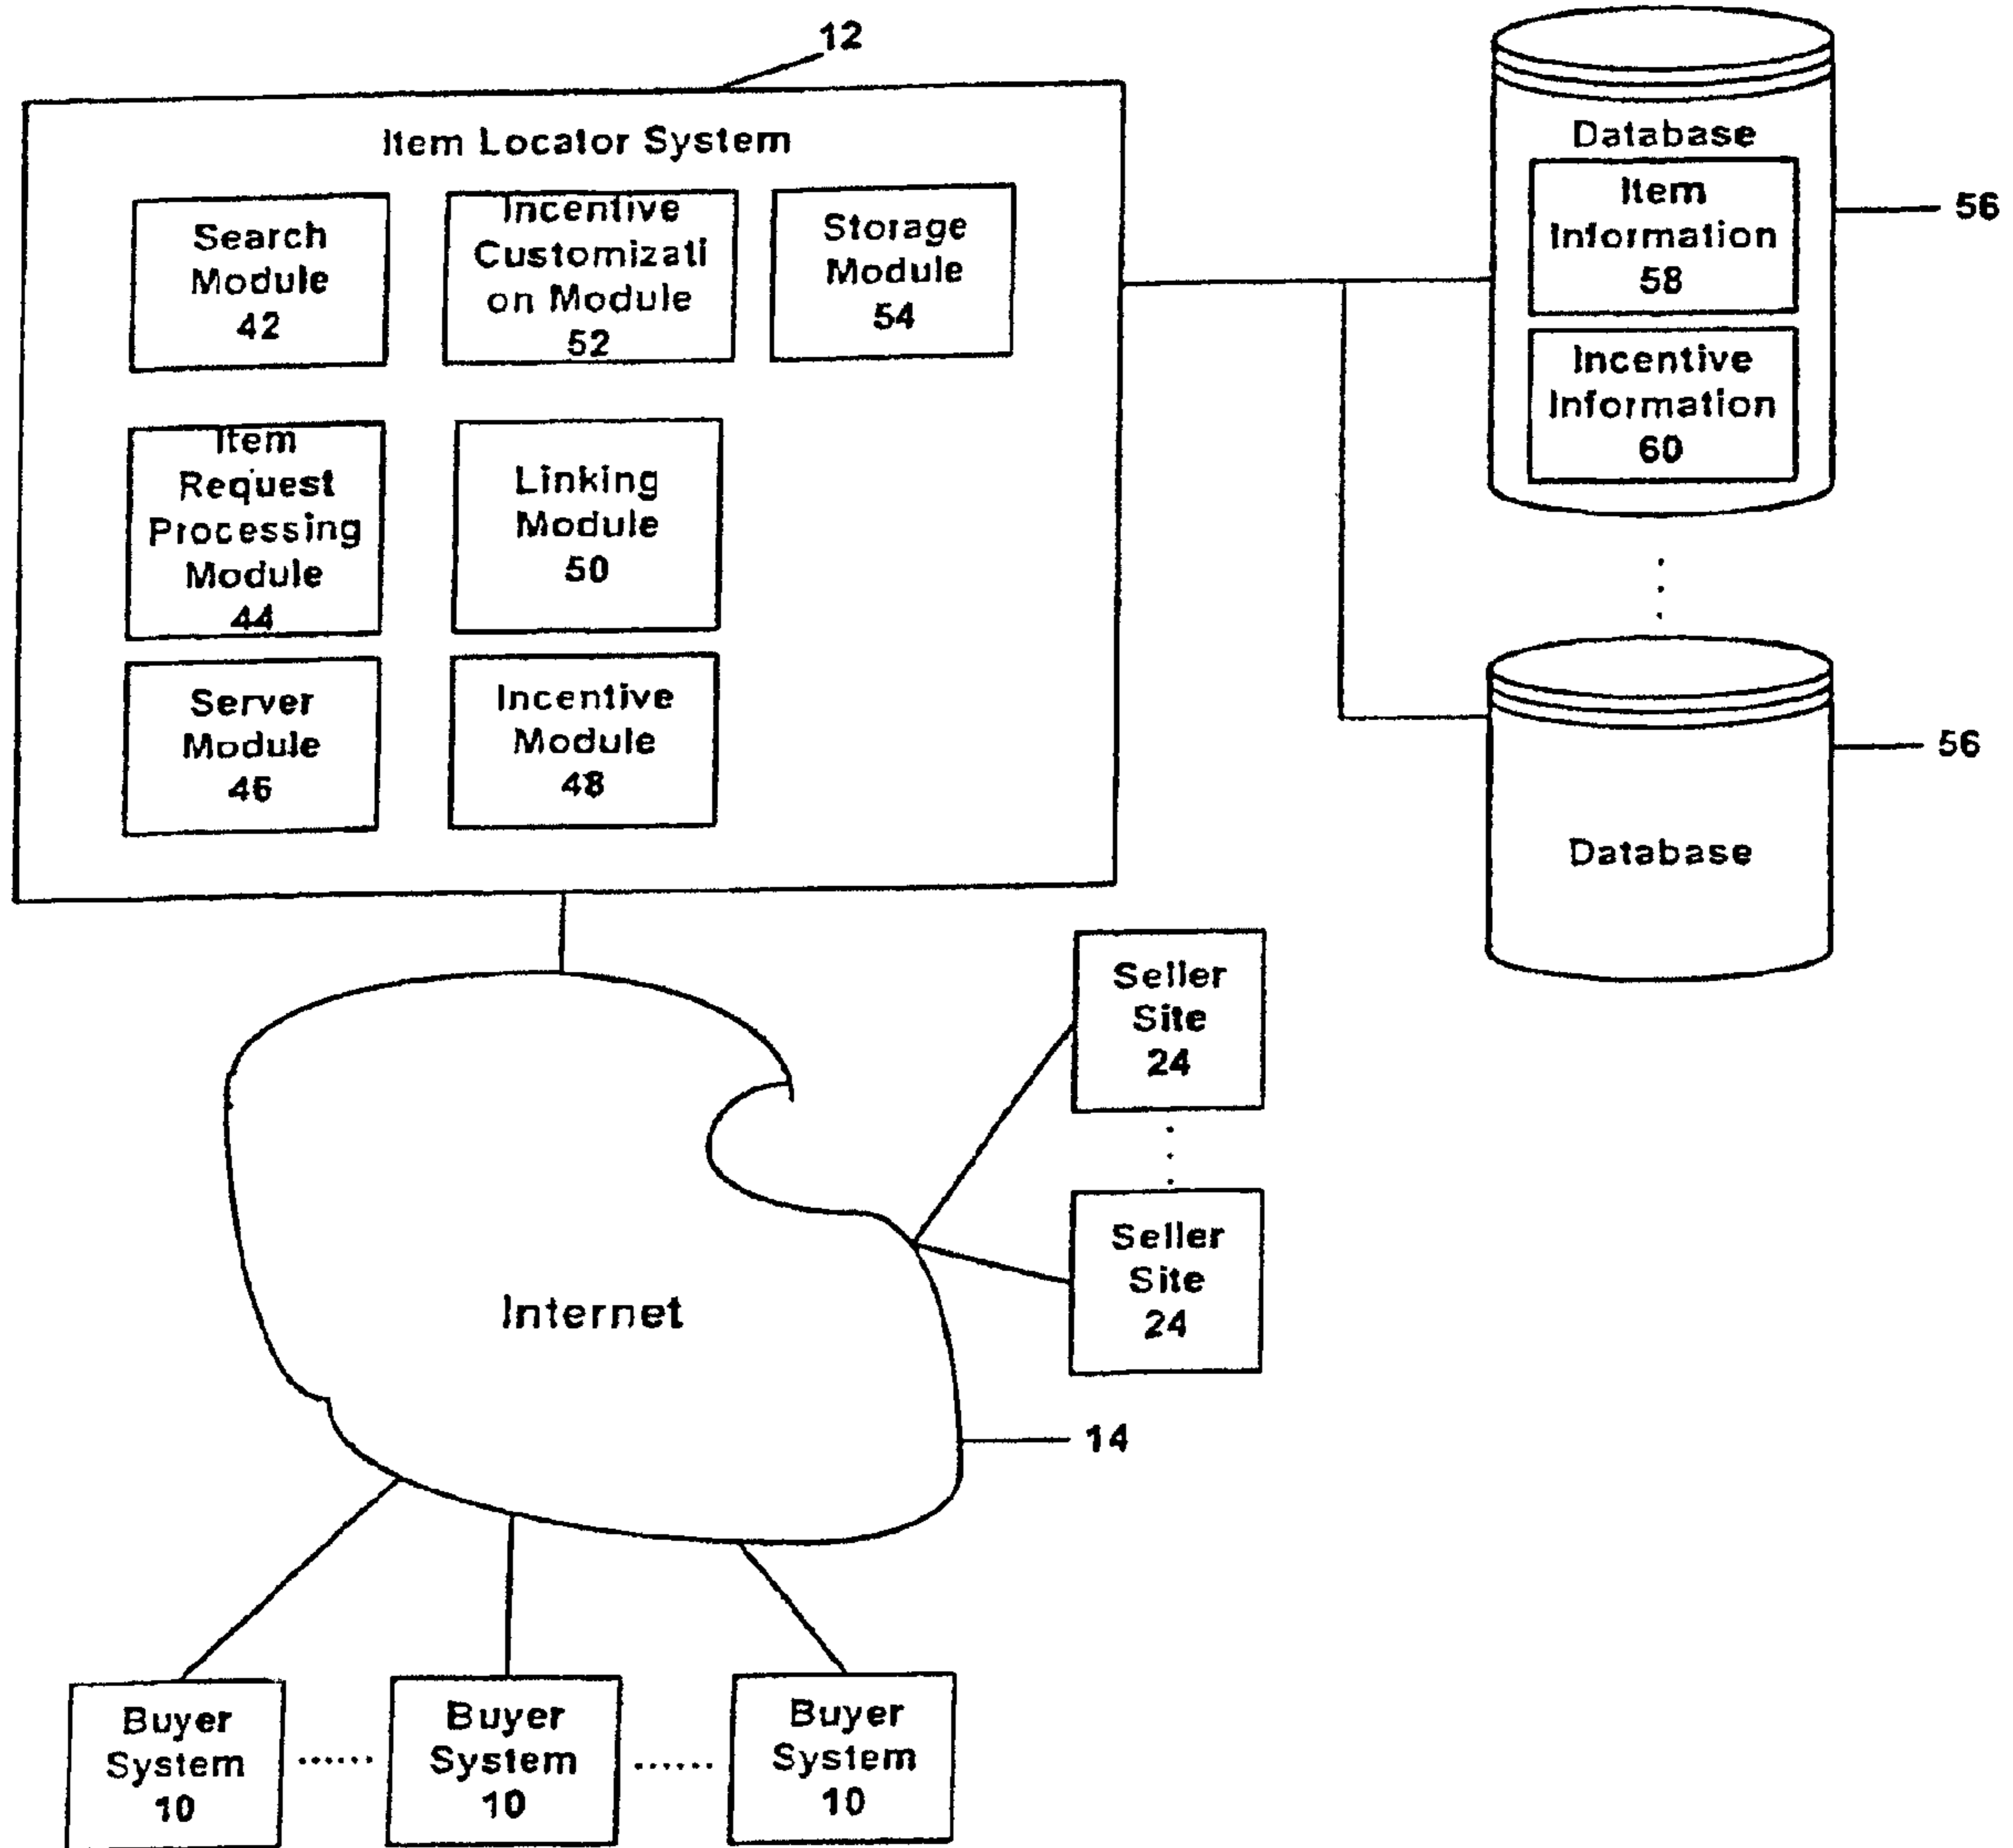 12
Item Locator System
Search
Module
42
Incentive
Customizati
on Module
52
Storage
Module
54
Item
Request
Processing
Module
44
Linking
Module
50
Server
Module
46
Incentive
Module
48
Database
Item
Information
58
Incentive
Information
60
56
Database
56
Seller
Site
24
Seller
Site
24
Internet
14
Buyer
System
10
Buyer
System
10
Buyer
System
10